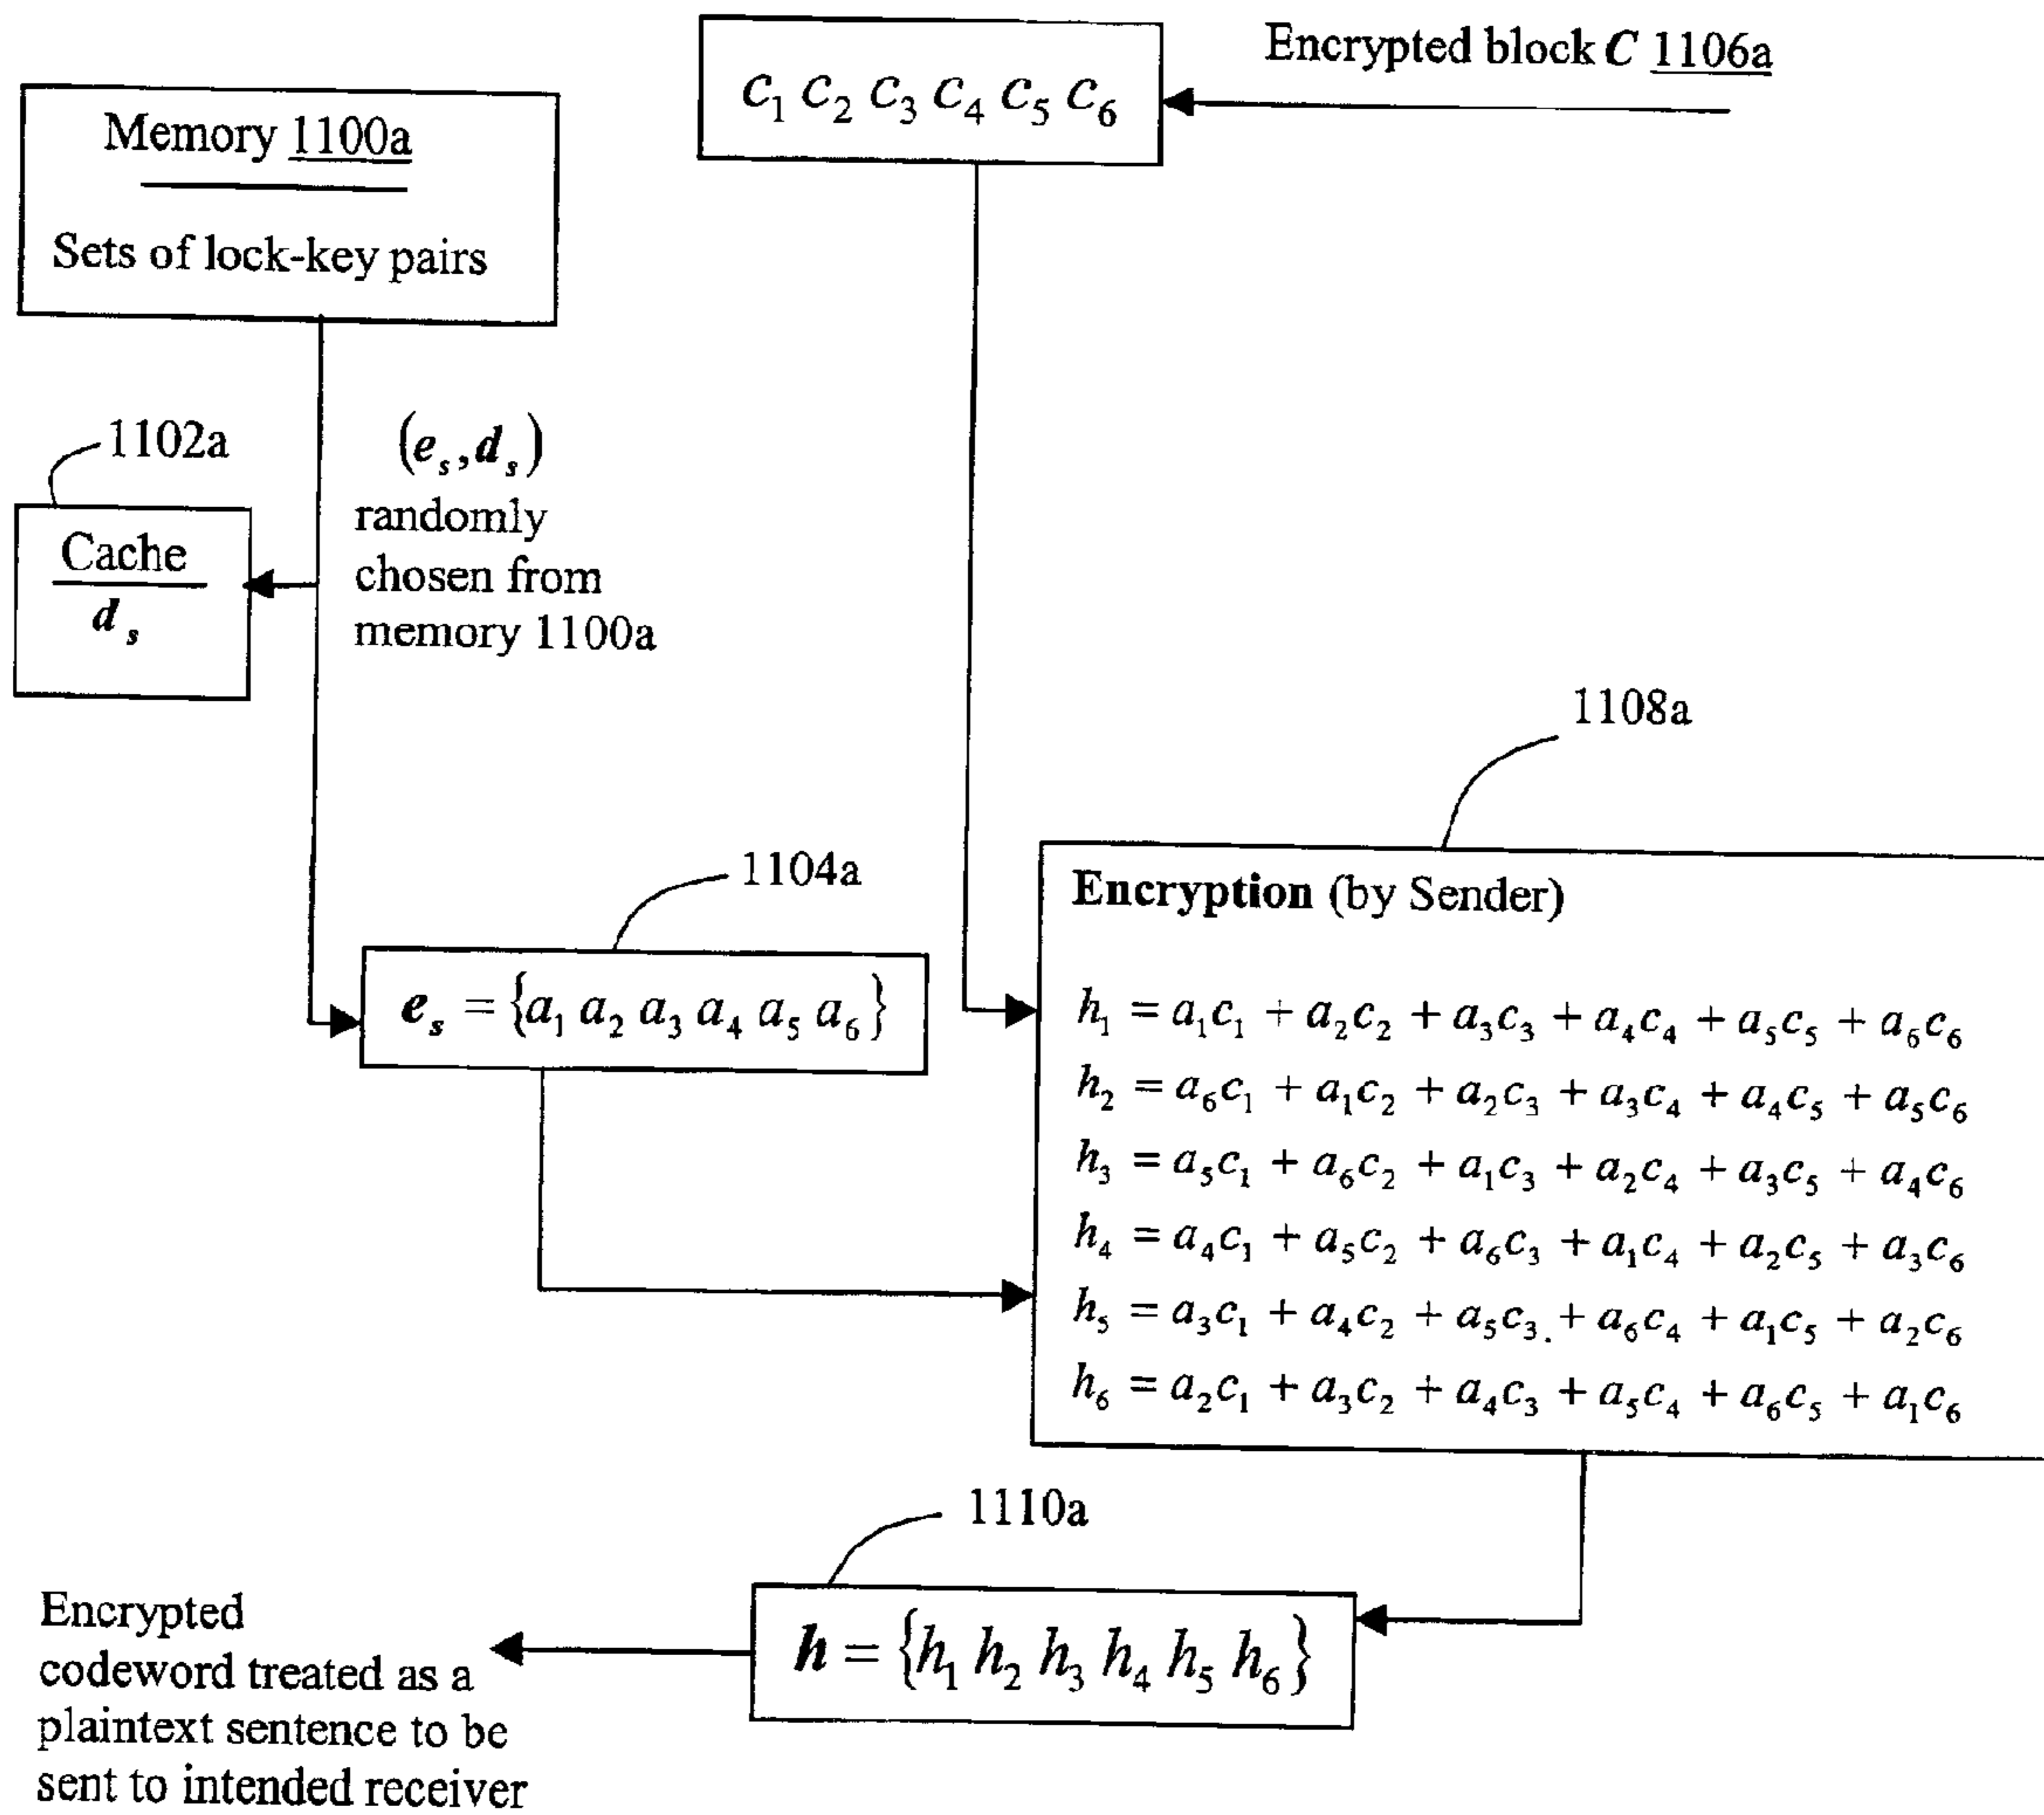 Encrypted block C 1106a
c₁ c₂ c₃ c₄ c₅ c₆
Memory 1100a
Sets of lock-key pairs
1102a
Cache
dₛ
(eₛ, dₛ)
randomly
chosen from
memory 1100a
1108a
1104a
eₛ = {a₁ a₂ a₃ a₄ a₅ a₆}
Encryption (by Sender)
h₁ = a₁c₁ + a₂c₂ + a₃c₃ + a₄c₄ + a₅c₅ + a₆c₆
h₂ = a₆c₁ + a₁c₂ + a₂c₃ + a₃c₄ + a₄c₅ + a₅c₆
h₃ = a₅c₁ + a₆c₂ + a₁c₃ + a₂c₄ + a₃c₅ + a₄c₆
h₄ = a₄c₁ + a₅c₂ + a₆c₃ + a₁c₄ + a₂c₅ + a₃c₆
h₅ = a₃c₁ + a₄c₂ + a₅c₃ + a₆c₄ + a₁c₅ + a₂c₆
h₆ = a₂c₁ + a₃c₂ + a₄c₃ + a₅c₄ + a₆c₅ + a₁c₆
1110a
h = {h₁ h₂ h₃ h₄ h₅ h₆}
Encrypted
codeword treated as a
plaintext sentence to be
sent to intended receiver